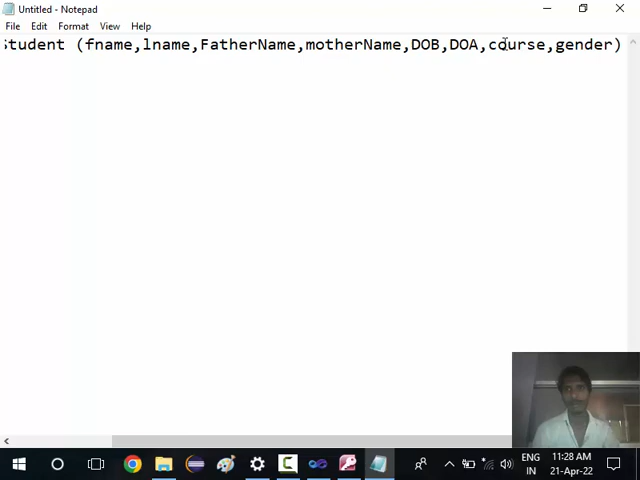 Untitled - Notepad
File Edit Format View Help
Student (fname,lname,FatherName,motherName,DOB,DOA,course,gender)
ENG 11:28 AM
IN 21-Apr-22